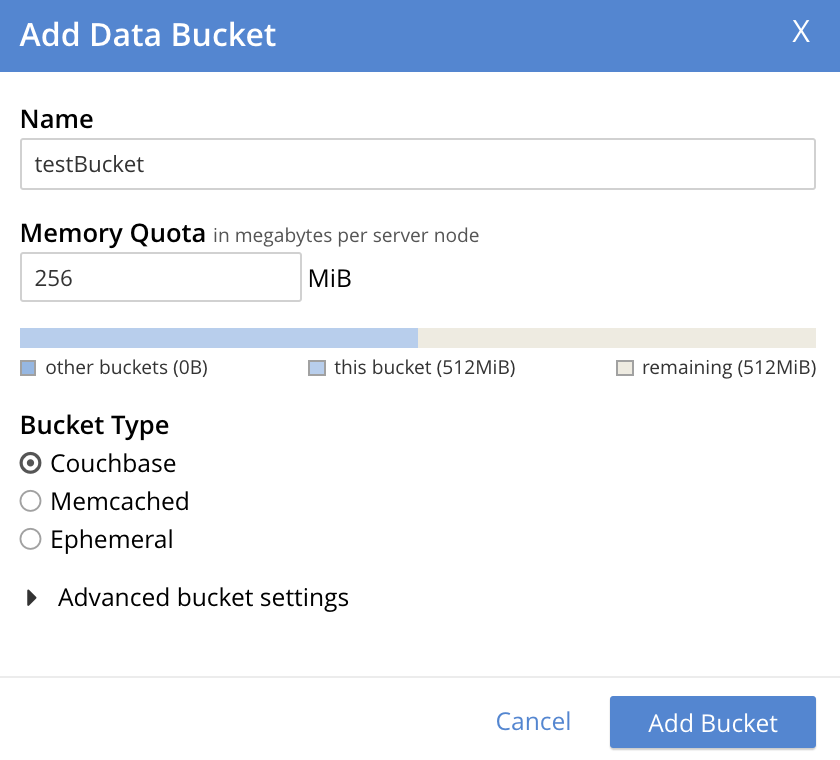 Add Data Bucket X
Name
testBucket
Memory Quota in megabytes per server node
256 MiB
other buckets (0B) this bucket (512MiB) remaining (512MiB)
Bucket Type
Couchbase
Memcached
Ephemeral
Advanced bucket settings
Cancel Add Bucket